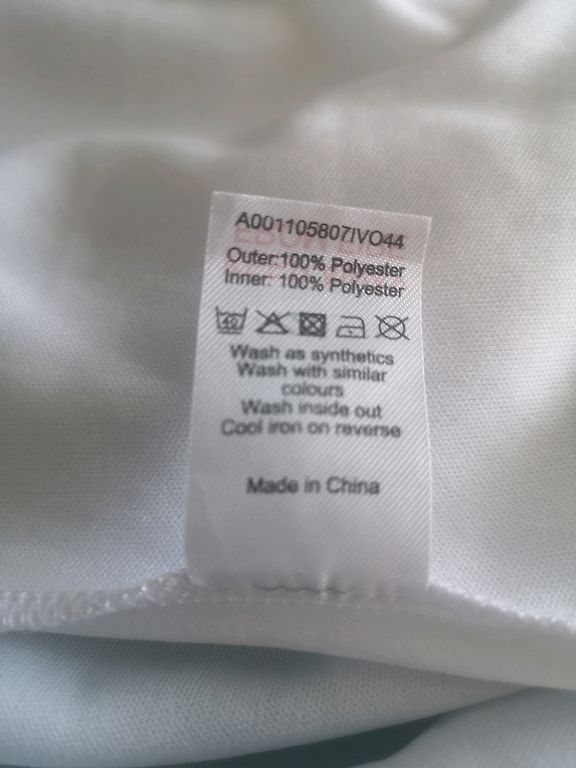 A001105807IVO44
Outer:100% Polyester
Inner: 100% Polyester
40
Wash as synthetics
Wash with similar
colours
Wash inside out
Cool iron on reverse
Made in China